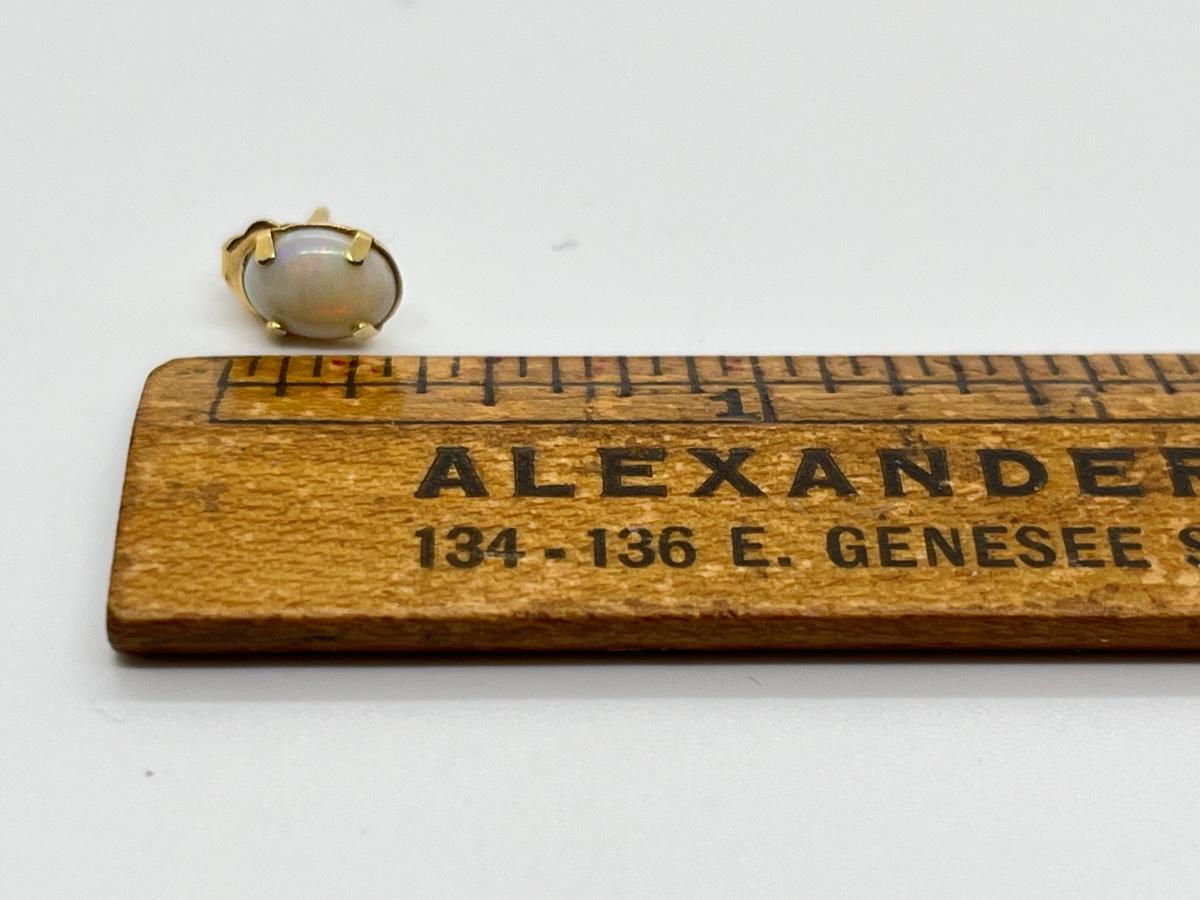 1
ALEXANDER
134 - 136 E. GENESEE S